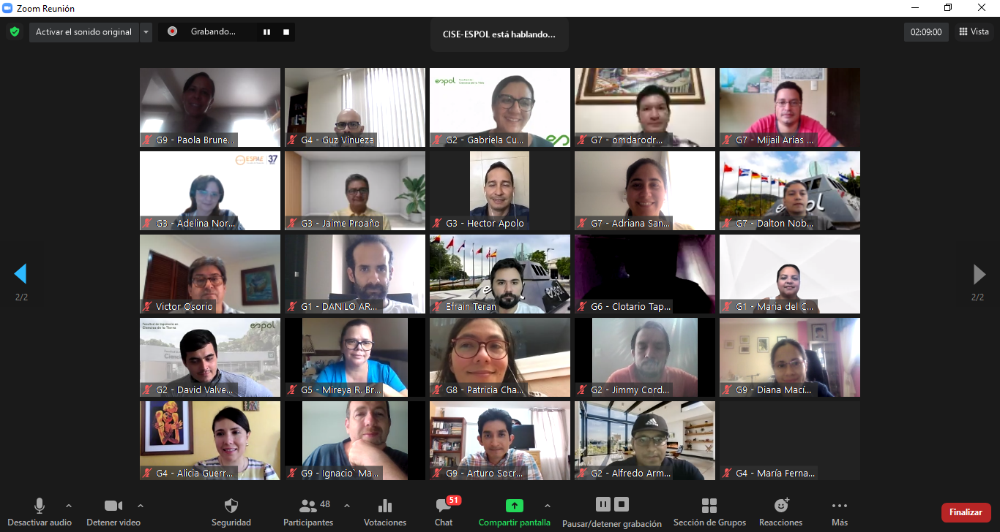 Zoom Reunión
Activar el sonido original
Grabando...
CISE-ESPOL está hablando...
02:09:00
Vista
G9 - Paola Brune...
G4 - Guz Vinueza
espol
Facultad de
Ciencias de la Vida
G2 - Gabriela Cu...
G7 - omdarodr...
G7 - Mijail Arias ...
ESPAE
37
G3 - Adelina Nor...
G3 - Jaime Proaño
G3 - Hector Apolo
G7 - Adriana San...
espol
G7 - Dalton Nob...
2/2
Victor Osorio
G1 - DANILO AR...
espol
Efrain Teran
G6 - Clotario Tap...
G1 - Maria del C...
2/2
Facultad de Ingeniería en
Ciencias de la Tierra
espol
G2 - David Valve...
G5 - Mireya R. Br...
G8 - Patricia Cha...
G2 - Jimmy Cord...
G9 - Diana Mací...
G4 - Alicia Guerr...
G9 - Ignacio` Ma...
G9 - Arturo Socr...
G2 - Alfredo Arm...
G4 - María Ferna...
Desactivar audio
Detener video
Seguridad
48
Participantes
Votaciones
51
Chat
Compartir pantalla
Pausar/detener grabación
Sección de Grupos
Reacciones
Más
Finalizar